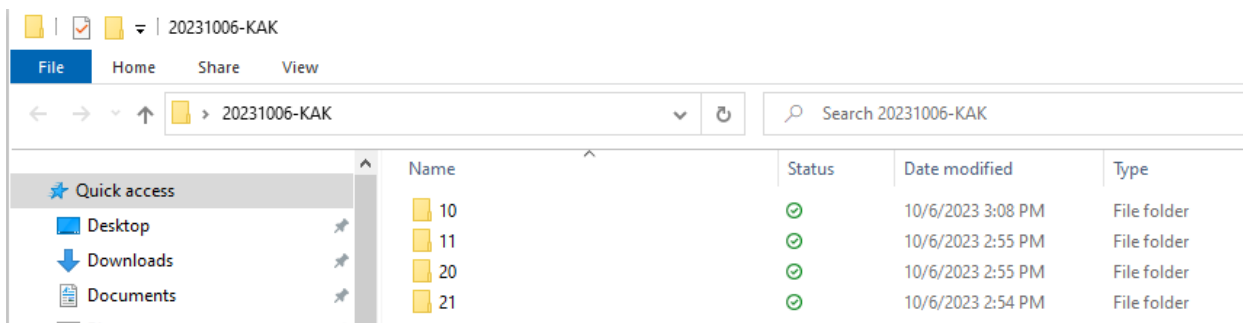 20231006-KAK
File Home Share View
20231006-KAK Search 20231006-KAK
Name Status Date modified Type
Quick access
10 10/6/2023 3:08 PM File folder
Desktop
11 10/6/2023 2:55 PM File folder
Downloads
20 10/6/2023 2:55 PM File folder
Documents
21 10/6/2023 2:54 PM File folder